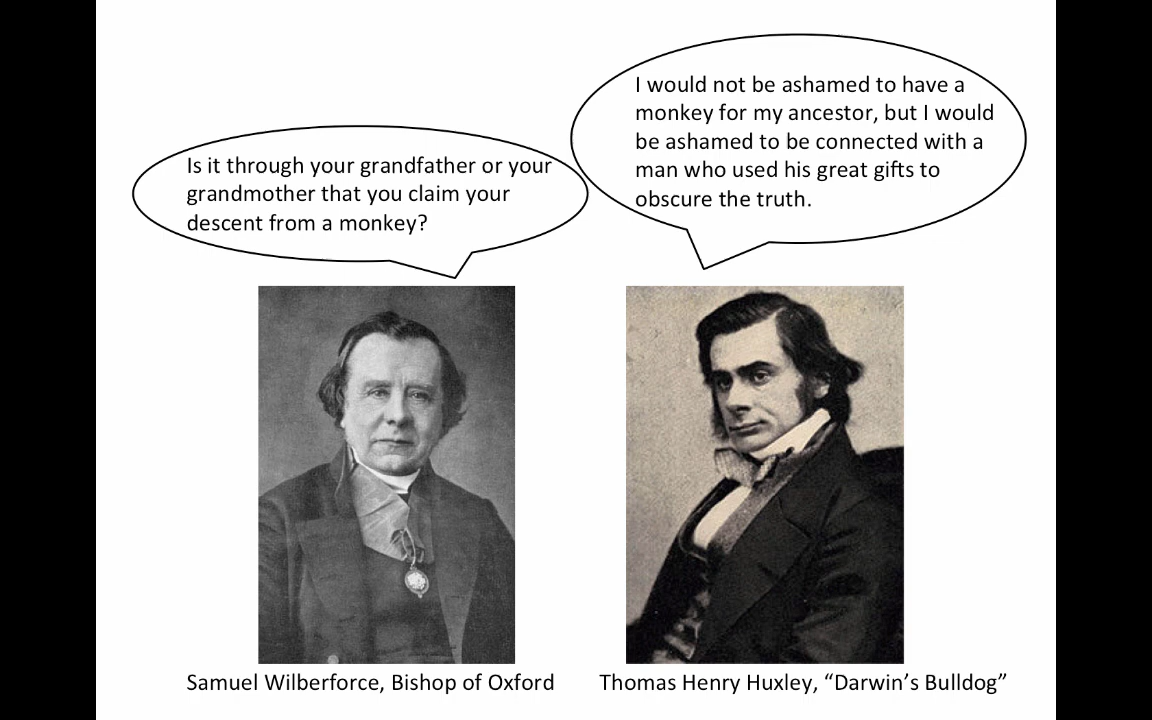 Is it through your grandfather or your
grandmother that you claim your
descent from a monkey?
I would not be ashamed to have a
monkey for my ancestor, but I would
be ashamed to be connected with a
man who used his great gifts to
obscure the truth.
Samuel Wilberforce, Bishop of Oxford
Thomas Henry Huxley, “Darwin’s Bulldog”